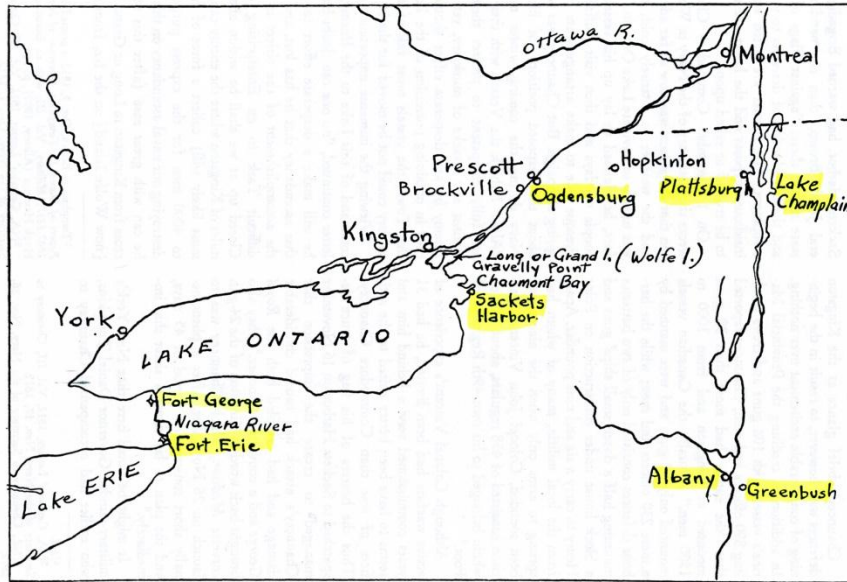 Ottawa R.
Montreal
Prescott
Hopkinton
Brockville
Ogdensburg
Plattsburgh
Lake
Champlain
Kingston
Long or Grand I. (Wolfe I.)
Gravelly Point
Chaumont Bay
Sackets
Harbor
York
LAKE ONTARIO
Fort George
Niagara River
Fort Erie
Lake ERIE
Albany
Greenbush